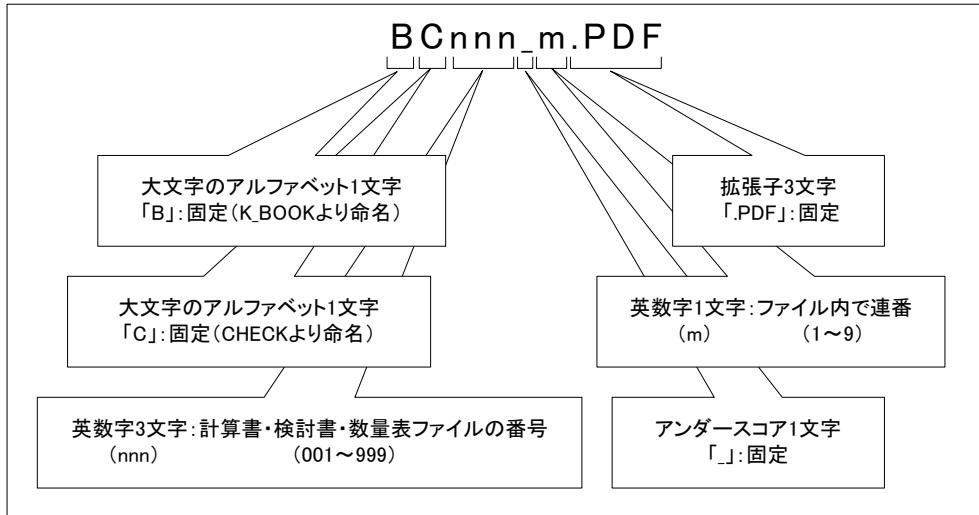 BCnnn_m.PDF
大文字のアルファベット1文字
「B」：固定（K_BOOKより命名）
拡張子3文字
「.PDF」：固定
大文字のアルファベット1文字
「C」：固定（CHECKより命名）
英数字1文字：ファイル内で連番
(m) (1～9)
英数字3文字：計算書・検討書・数量表ファイルの番号
(nnn) (001～999)
アンダースコア1文字
「_」：固定